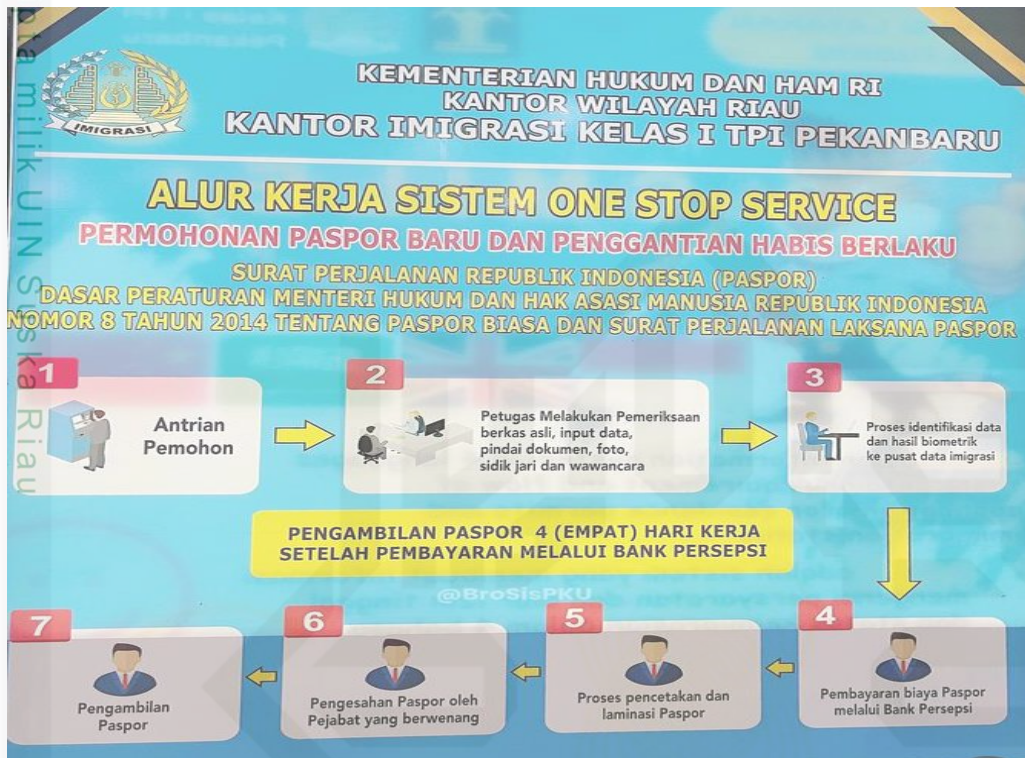 KEMENTERIAN HUKUM DAN HAM RI
KANTOR WILAYAH RIAU
KANTOR IMIGRASI KELAS I TPI PEKANBARU
IMIGRASI
ALUR KERJA SISTEM ONE STOP SERVICE
PERMOHONAN PASPOR BARU DAN PENGGANTIAN HABIS BERLAKU
SURAT PERJALANAN REPUBLIK INDONESIA (PASPOR)
DASAR PERATURAN MENTERI HUKUM DAN HAK ASASI MANUSIA REPUBLIK INDONESIA
NOMOR 8 TAHUN 2014 TENTANG PASPOR BIASA DAN SURAT PERJALANAN LAKSANA PASPOR
1
Antrian
Pemohon
2
Petugas Melakukan Pemeriksaan
berkas asli, input data,
pindai dokumen, foto,
sidik jari dan wawancara
3
Proses identifikasi data
dan hasil biometrik
ke pusat data imigrasi
PENGAMBILAN PASPOR 4 (EMPAT) HARI KERJA
SETELAH PEMBAYARAN MELALUI BANK PERSEPSI
@BroSisPKU
4
Pembayaran biaya Paspor
melalui Bank Persepsi
5
Proses pencetakan dan
laminasi Paspor
6
Pengesahan Paspor oleh
Pejabat yang berwenang
7
Pengambilan
Paspor
pta milik UIN Suska Riau